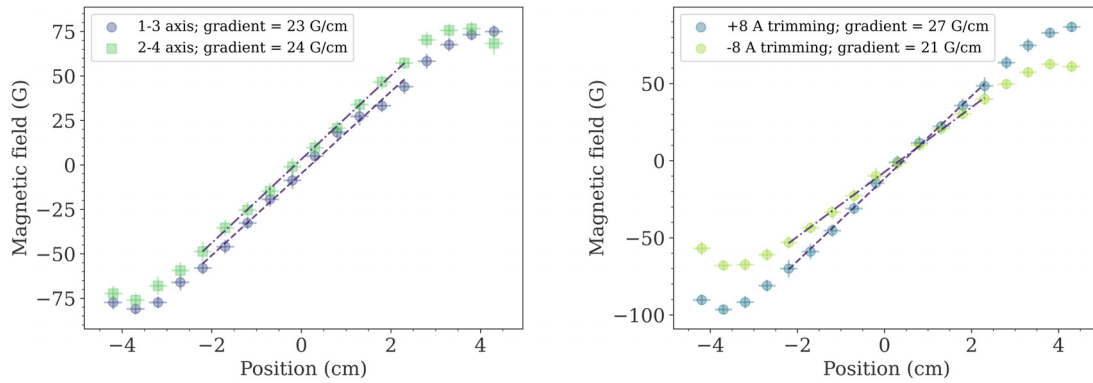 1-3 axis; gradient = 23 G/cm
2-4 axis; gradient = 24 G/cm
75
50
25
0
−25
−50
−75
Magnetic field (G)
−4
−2
0
2
4
Position (cm)
+8 A trimming; gradient = 27 G/cm
-8 A trimming; gradient = 21 G/cm
50
0
−50
−100
Magnetic field (G)
−4
−2
0
2
4
Position (cm)